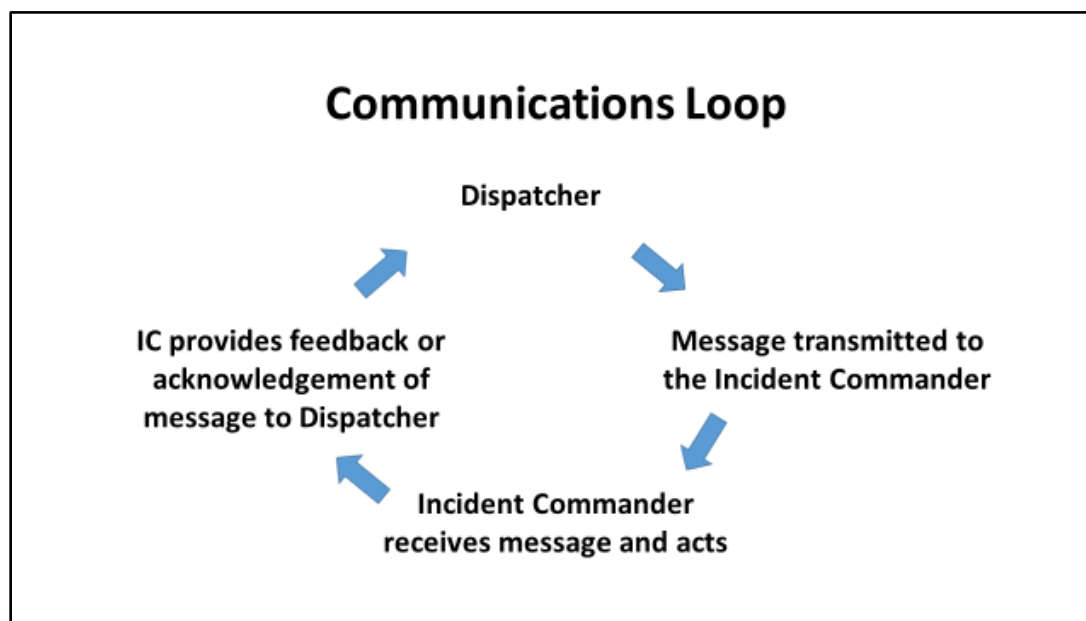 Communications Loop
Dispatcher
Message transmitted to
the Incident Commander
Incident Commander
receives message and acts
IC provides feedback or
acknowledgement of
message to Dispatcher